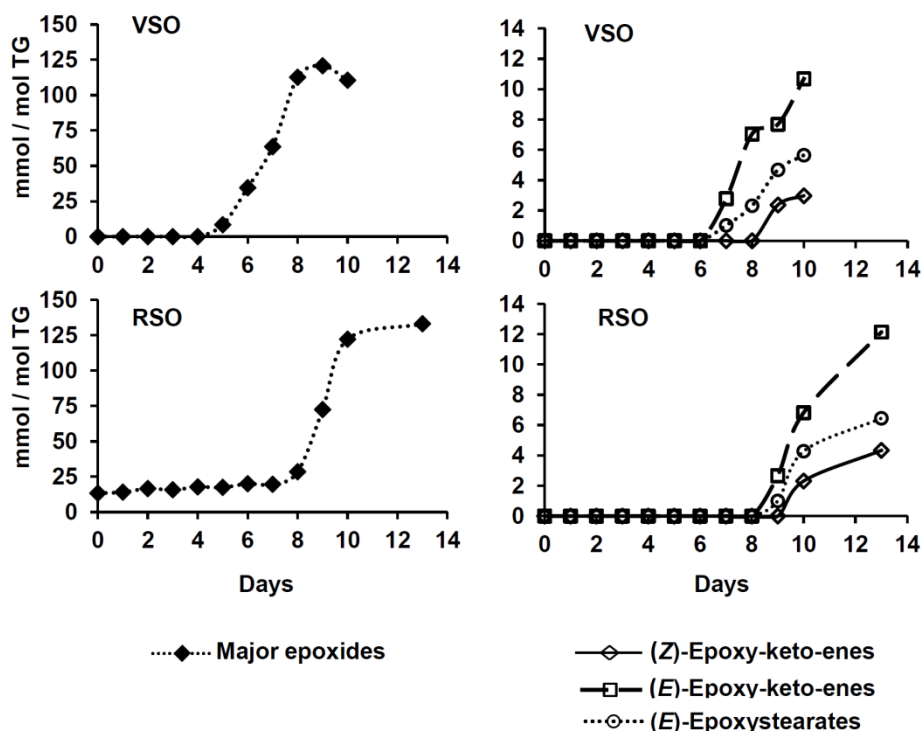 VSO
mmol / mol TG
150
125
100
75
50
25
0
0 2 4 6 8 10 12 14
VSO
14
12
10
8
6
4
2
0
0 2 4 6 8 10 12 14
RSO
mmol / mol TG
150
125
100
75
50
25
0
0 2 4 6 8 10 12 14
Days
RSO
14
12
10
8
6
4
2
0
0 2 4 6 8 10 12 14
Days
Major epoxides
(Z)-Epoxy-keto-enes
(E)-Epoxy-keto-enes
(E)-Epoxystearates